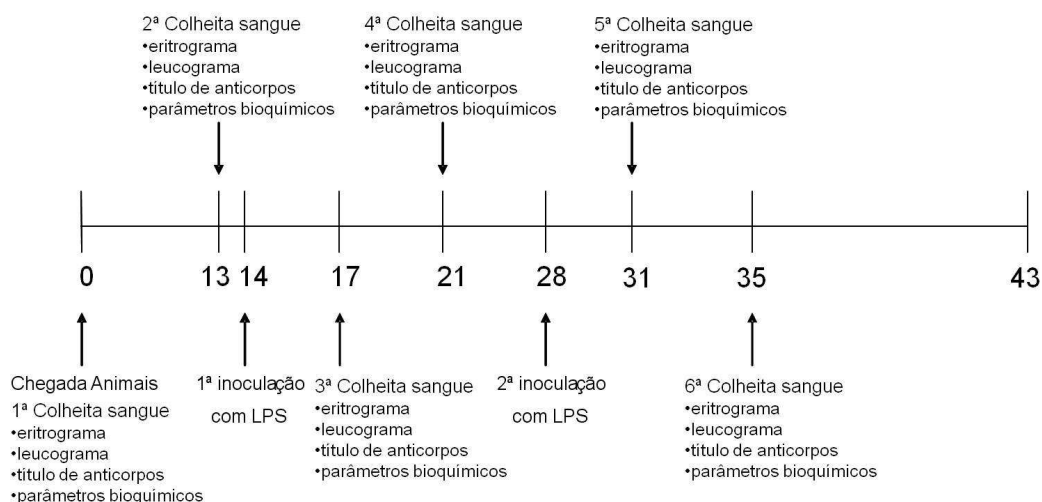 2ª Colheita sangue
•eritrograma
•leucograma
•título de anticorpos
•parâmetros bioquímicos
4ª Colheita sangue
•eritrograma
•leucograma
•título de anticorpos
•parâmetros bioquímicos
5ª Colheita sangue
•eritrograma
•leucograma
•título de anticorpos
•parâmetros bioquímicos
0 13 14 17 21 28 31 35 43
Chegada Animais
1ª Colheita sangue
•eritrograma
•leucograma
•título de anticorpos
•parâmetros bioquímicos
1ª inoculação
com LPS
3ª Colheita sangue
•eritrograma
•leucograma
•título de anticorpos
•parâmetros bioquímicos
2ª inoculação
com LPS
6ª Colheita sangue
•eritrograma
•leucograma
•título de anticorpos
•parâmetros bioquímicos